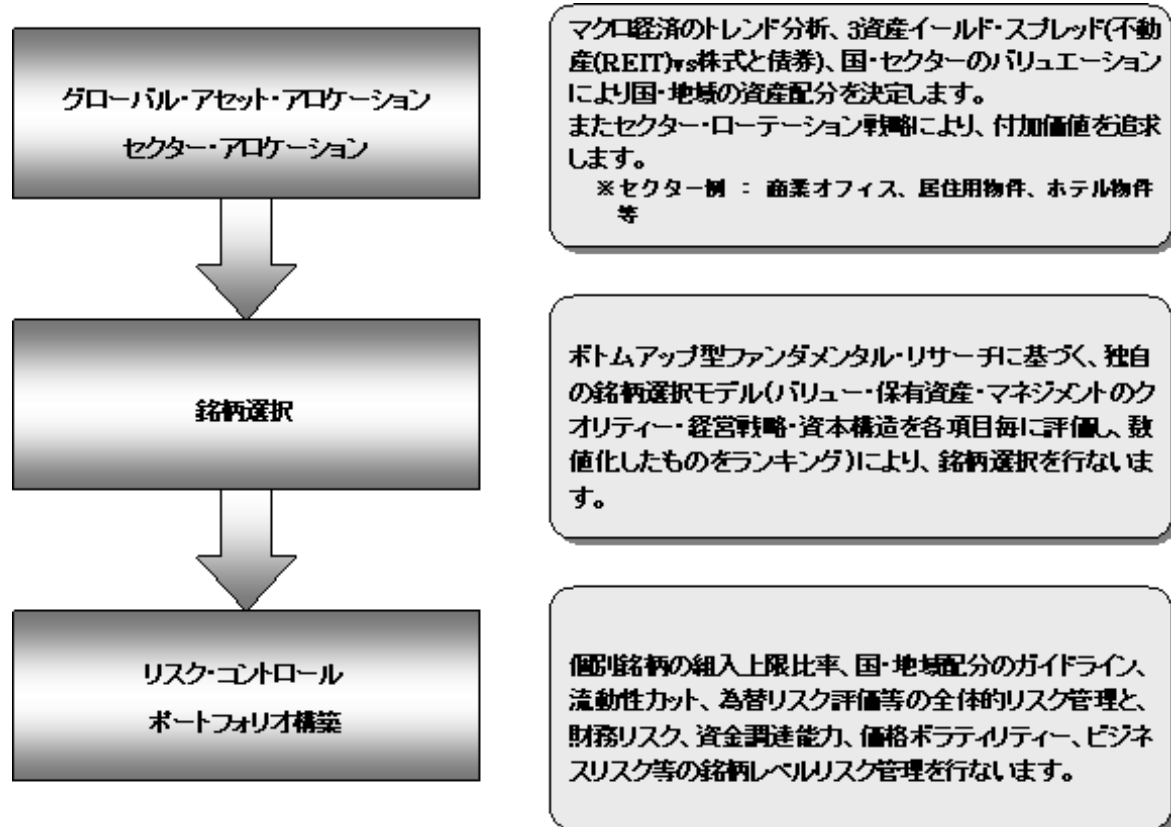 グローバル・アセット・アロケーション
セクター・アロケーション
マクロ経済のトレンド分析、3資産イールド・スプレッド(不動
産(REIT)vs株式と債券)、国・セクターのバリュエーション
により国・地域の資産配分を決定します。
またセクター・ローテーション戦略により、付加価値を追求
します。
※セクター例 : 商業オフィス、居住用物件、ホテル物件
等
銘柄選択
ボトムアップ型ファンダメンタル・リサーチに基づく、独自
の銘柄選択モデル(バリュー・保有資産・マネジメントのク
オリティー・経営戦略・資本構造を各項目毎に評価し、数
値化したものをランキング)により、銘柄選択を行ないま
す。
リスク・コントロール
ポートフォリオ構築
個別銘柄の組入上限比率、国・地域配分のガイドライン、
流動性カット、為替リスク評価等の全体的リスク管理と、
財務リスク、資金調達能力、価格ボラティリティー、ビジネ
スリスク等の銘柄レベルリスク管理を行ないます。